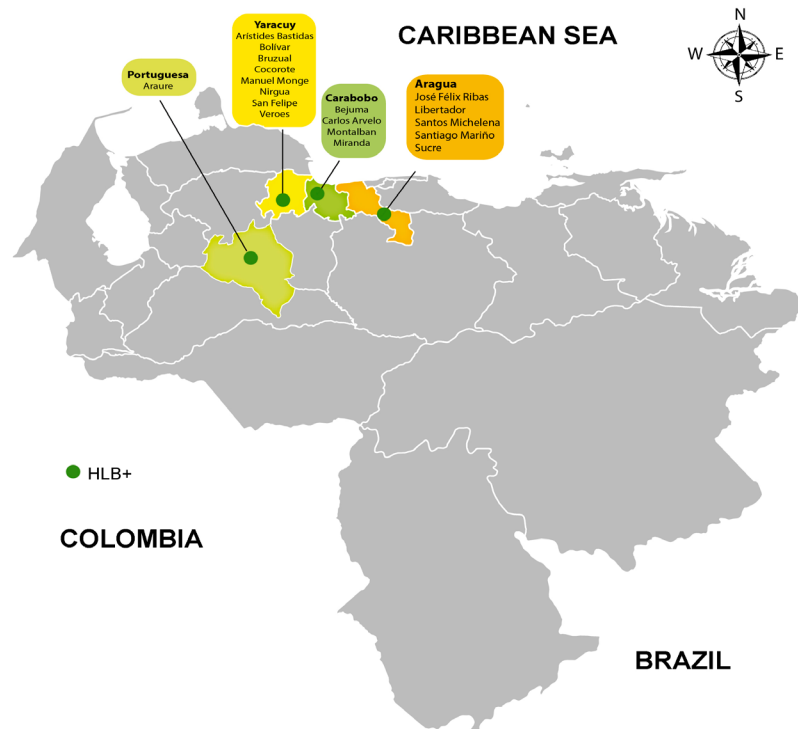 CARIBBEAN SEA
N
W
E
S
Yaracuy
Arístides Bastidas
Bolívar
Bruzual
Cocorote
Manuel Monge
Nirgua
San Felipe
Veroes
Portuguesa
Araure
Carabobo
Bejuma
Carlos Arvelo
Montalban
Miranda
Aragua
José Félix Ribas
Libertador
Santos Michelena
Santiago Mariño
Sucre
HLB+
COLOMBIA
BRAZIL